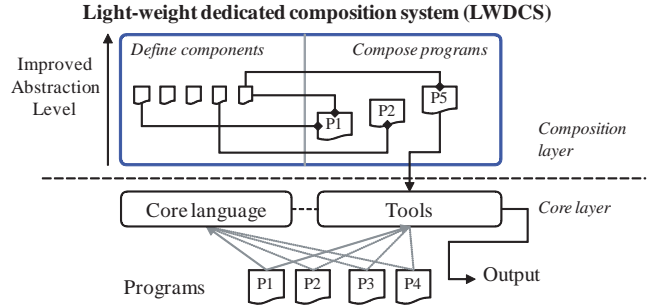 Light-weight dedicated composition system (LWDCS)
Improved
Abstraction
Level
Define components
Compose programs
P1
P2
P5
Composition
layer
Core language
Tools
Core layer
Programs
P1
P2
P3
P4
Output